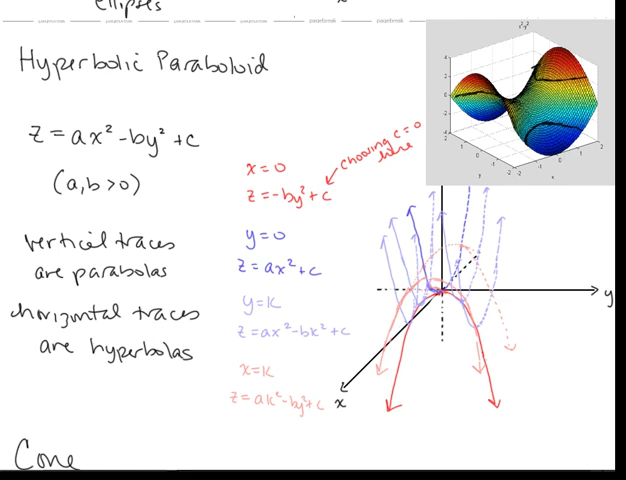 ellipses
Hyperbolic Paraboloid
z = ax² - by² + c
(a,b > 0)
vertical traces
are parabolas
horizontal traces
are hyperbolas
x = 0
z = -by² + c
choosing c = 0
here
y = 0
z = ax² + c
y = k
z = ax² - bk² + c
x = k
z = ak² - by² + c
y
x
Cone